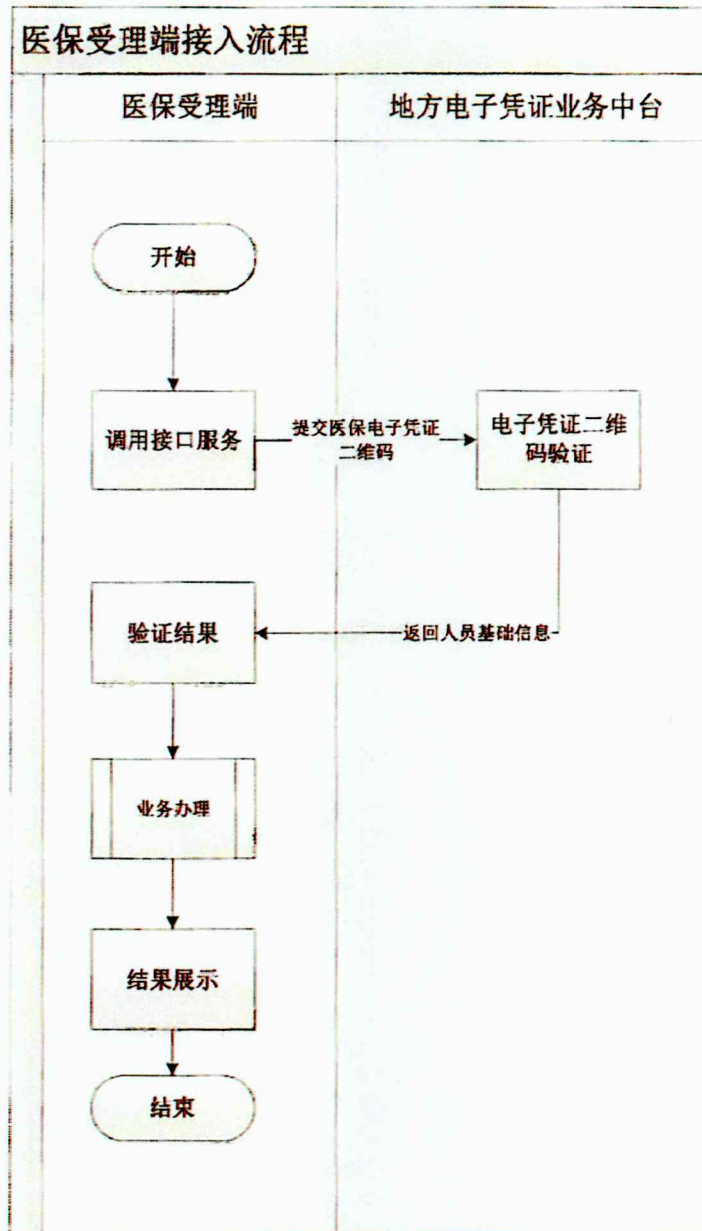 医保受理端接入流程
医保受理端
地方电子凭证业务中台
开始
调用接口服务
提交医保电子凭证
二维码
电子凭证二维
码验证
验证结果
返回人员基础信息
业务办理
结果展示
结束